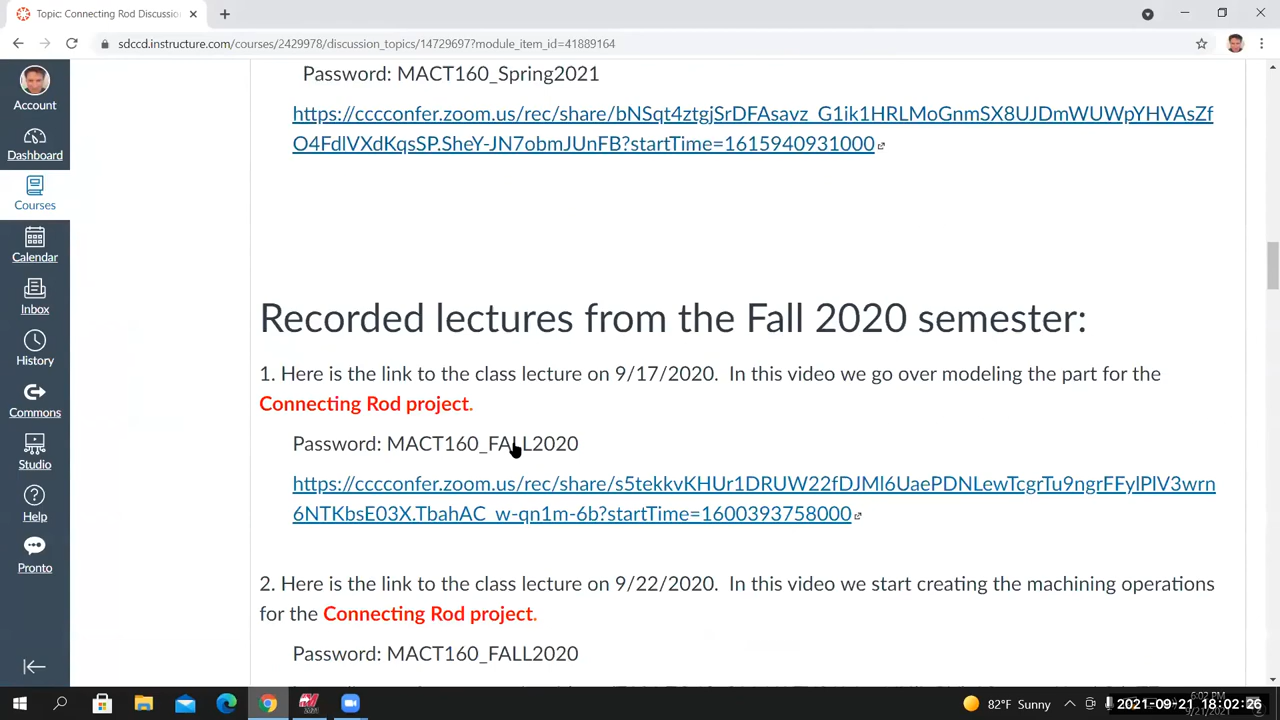 Topic: Connecting Rod Discussio
sdccd.instructure.com/courses/2429978/discussion_topics/14729697?module_item_id=41889164
Account
Dashboard
Courses
Calendar
Inbox
History
Commons
Studio
Help
Pronto
Password: MACT160_Spring2021
https://cccconfer.zoom.us/rec/share/bNSqt4ztgjSrDFAsavz_G1ik1HRLMoGnmSX8UJDmWUWpYHVAsZf
O4FdlVXdKqsSP.SheY-JN7obmJUnFB?startTime=1615940931000
Recorded lectures from the Fall 2020 semester:
1. Here is the link to the class lecture on 9/17/2020. In this video we go over modeling the part for the
Connecting Rod project.
Password: MACT160_FALL2020
https://cccconfer.zoom.us/rec/share/s5tekkvKHUr1DRUW22fDJMl6UaePDNLewTcgrTu9ngrFFylPlV3wrn
6NTKbsE03X.TbahAC_w-qn1m-6b?startTime=1600393758000
2. Here is the link to the class lecture on 9/22/2020. In this video we start creating the machining operations
for the Connecting Rod project.
Password: MACT160_FALL2020
82°F Sunny
6:02 PM
2021-09-21 18:02:26